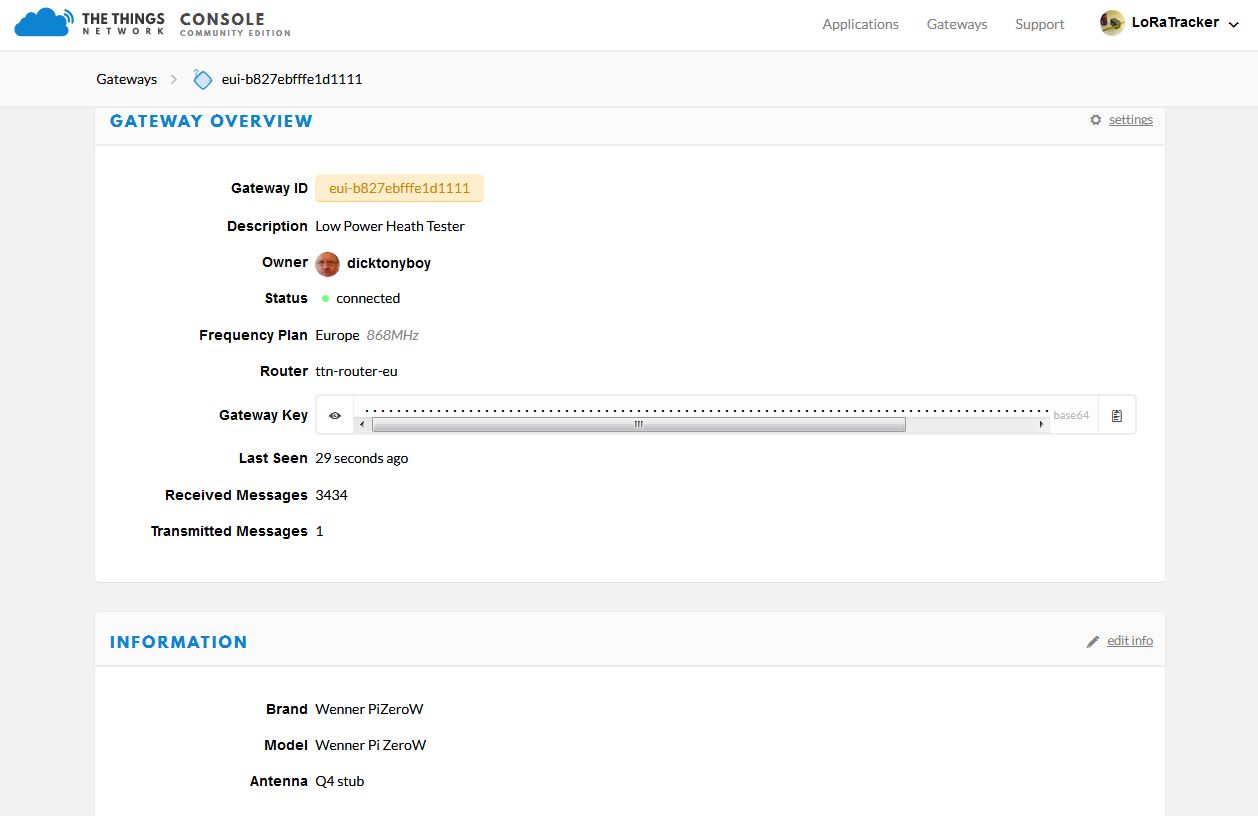 THE THINGS NETWORK CONSOLE COMMUNITY EDITION
Applications Gateways Support LoRaTracker
Gateways eui-b827ebfffe1d1111
GATEWAY OVERVIEW settings
Gateway ID eui-b827ebfffe1d1111
Description Low Power Heath Tester
Owner dicktonyboy
Status connected
Frequency Plan Europe 868MHz
Router ttn-router-eu
Gateway Key base64
Last Seen 29 seconds ago
Received Messages 3434
Transmitted Messages 1
INFORMATION edit info
Brand Wenner PiZeroW
Model Wenner Pi ZeroW
Antenna Q4 stub